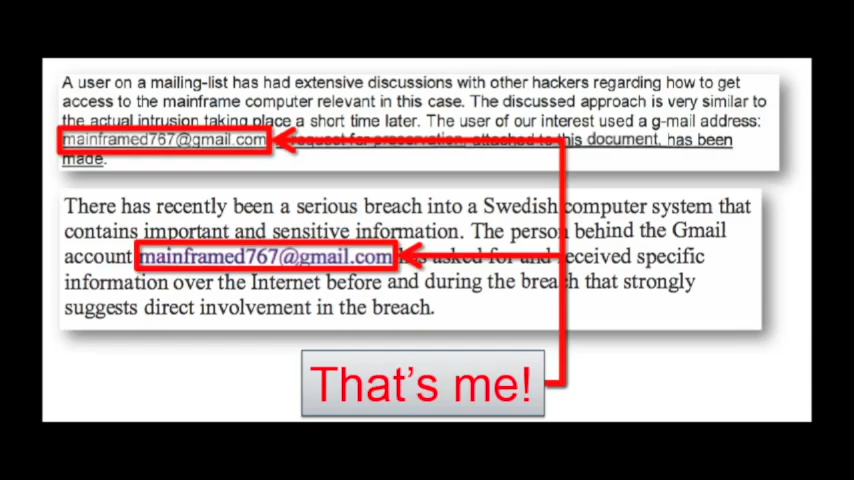 A user on a mailing-list has had extensive discussions with other hackers regarding how to get
access to the mainframe computer relevant in this case. The discussed approach is very similar to
the actual intrusion taking place a short time later. The user of our interest used a g-mail address:
mainframed767@gmail.com request for preservation, attached to this document, has been
made.
There has recently been a serious breach into a Swedish computer system that
contains important and sensitive information. The person behind the Gmail
account mainframed767@gmail.com has asked for and received specific
information over the Internet before and during the breach that strongly
suggests direct involvement in the breach.
That's me!